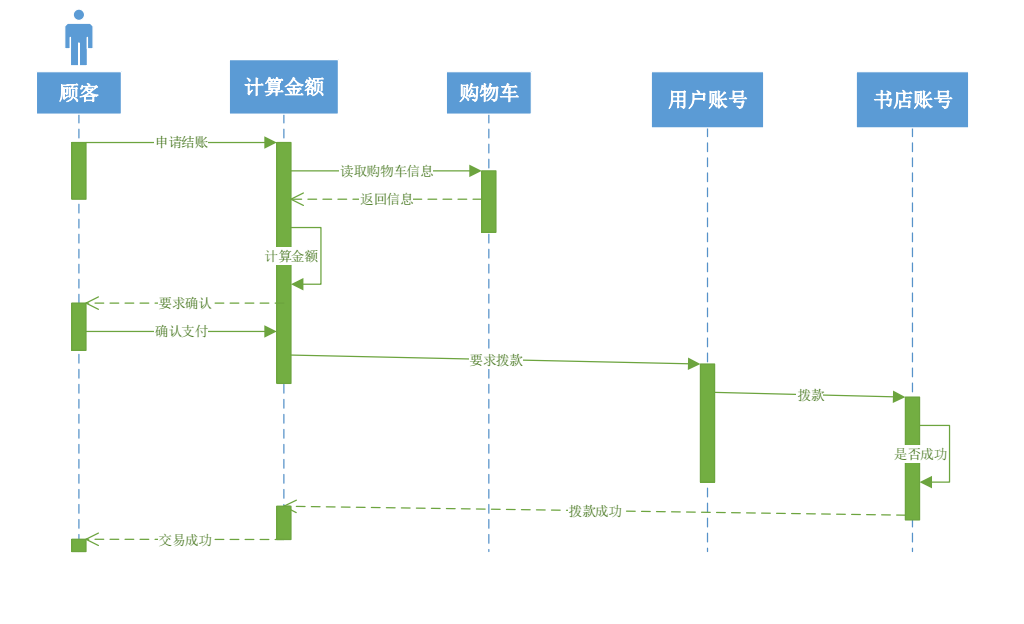 顾客
计算金额
购物车
用户账号
书店账号
申请结账
读取购物车信息
返回信息
计算金额
要求确认
确认支付
要求拨款
拨款
是否成功
拨款成功
交易成功